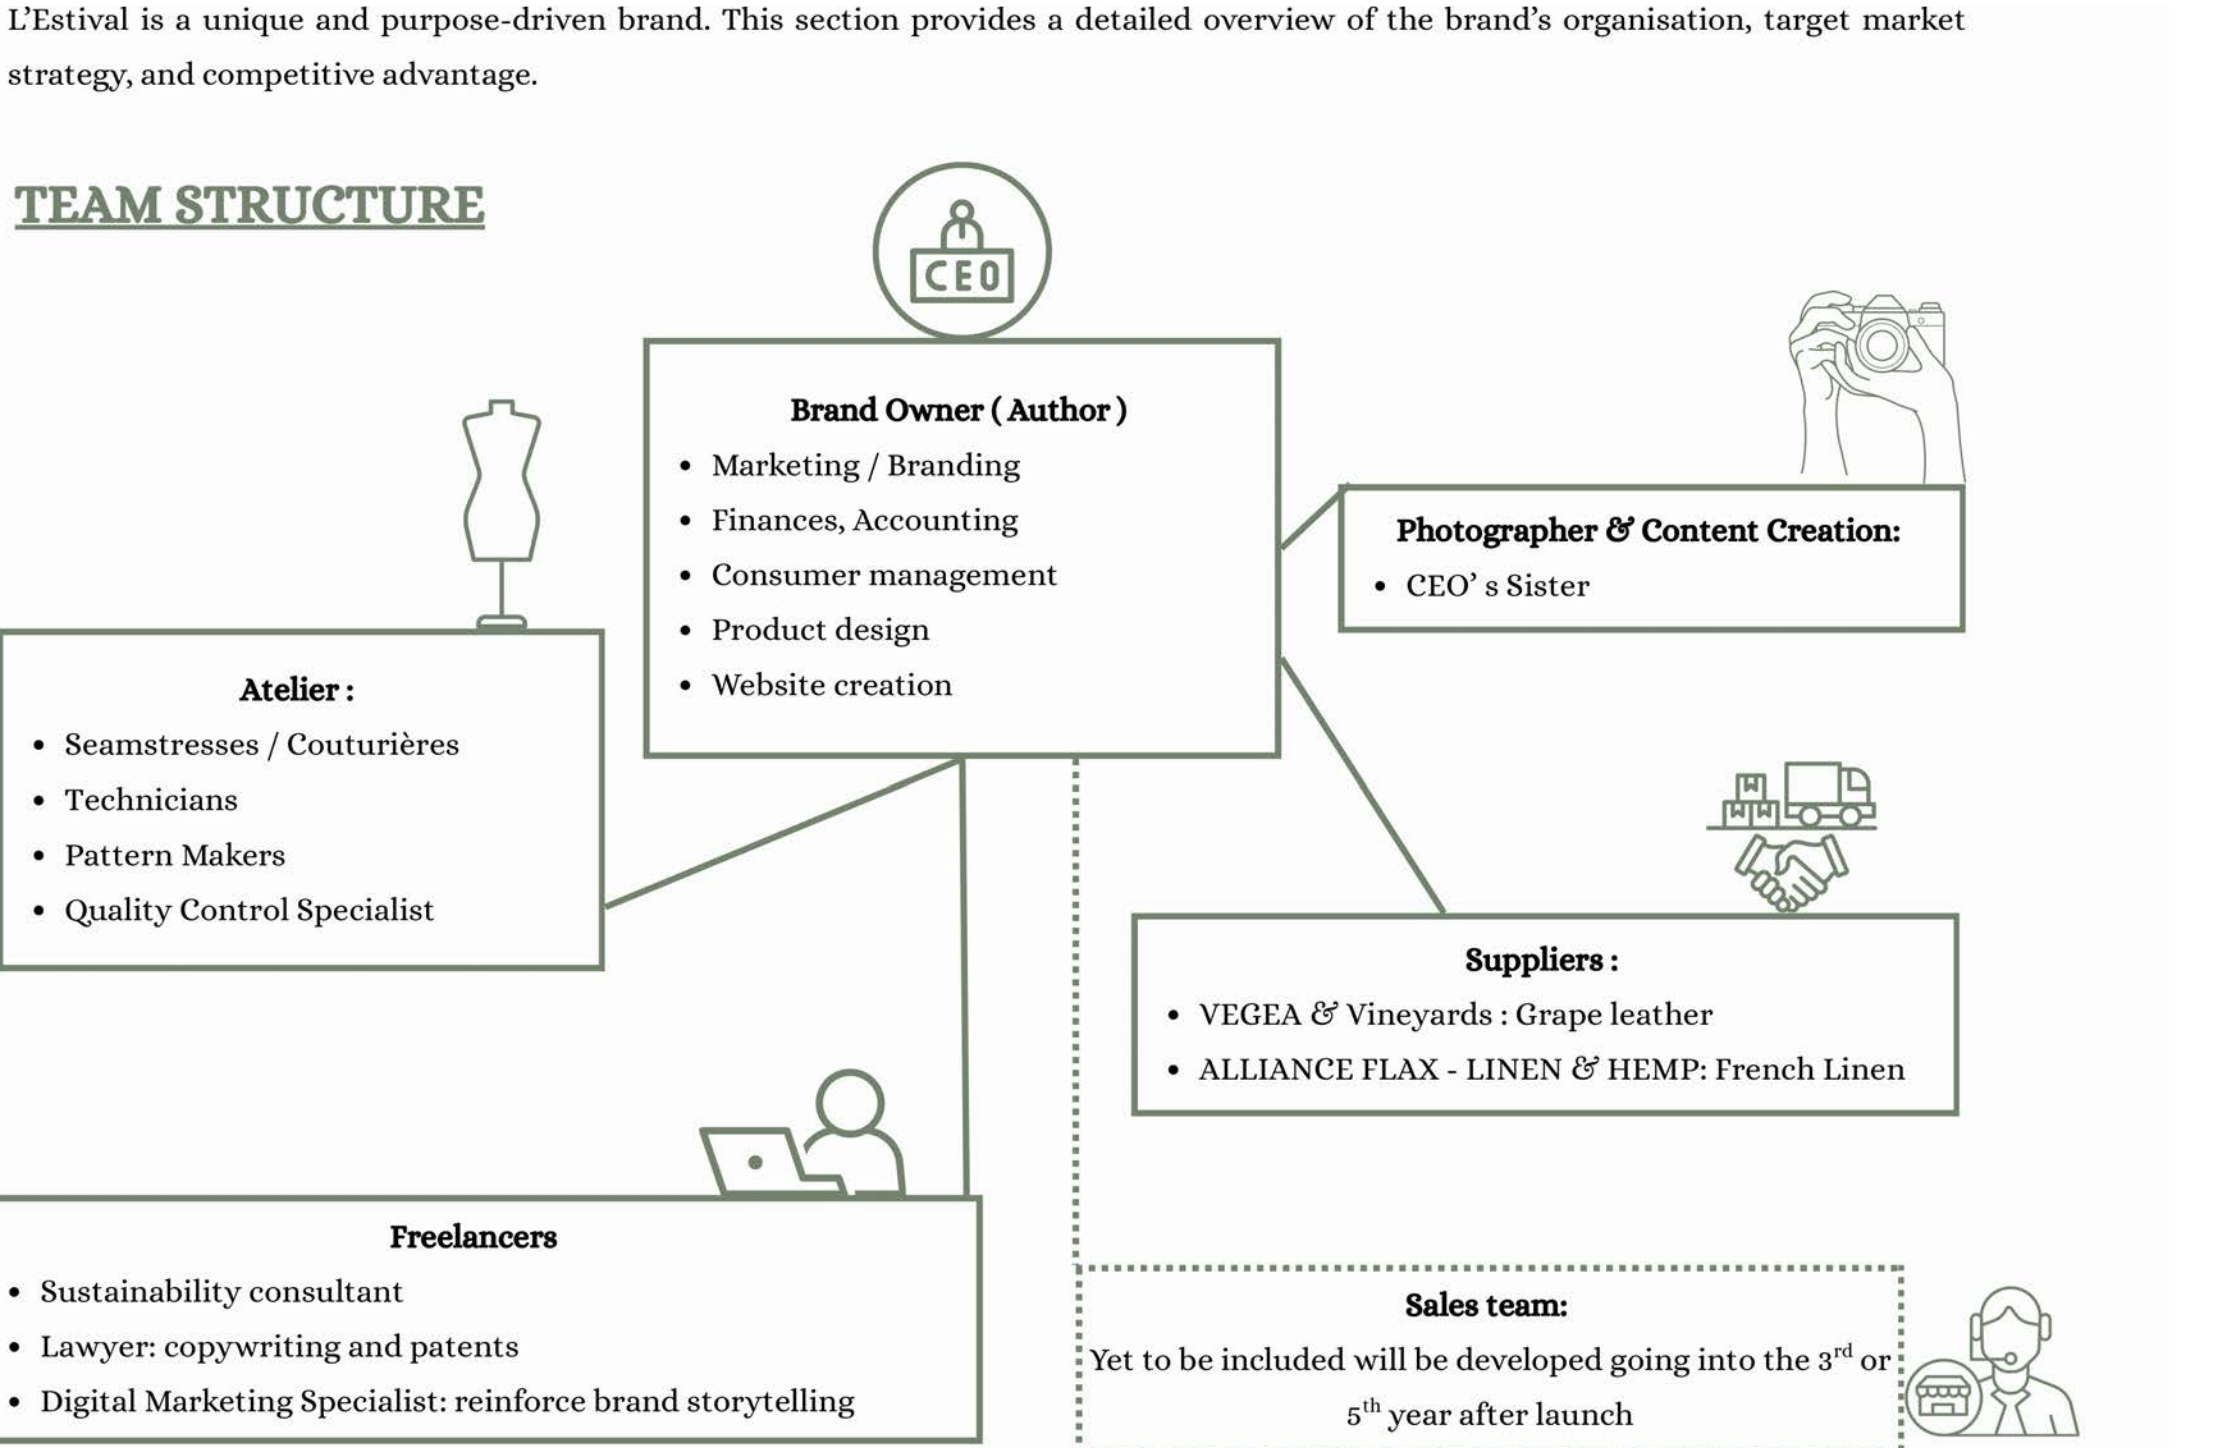 L’Estival is a unique and purpose-driven brand. This section provides a detailed overview of the brand’s organisation, target market
strategy, and competitive advantage.
TEAM STRUCTURE
CEO
Brand Owner ( Author )
• Marketing / Branding
• Finances, Accounting
• Consumer management
• Product design
• Website creation
Photographer & Content Creation:
• CEO’ s Sister
Atelier :
• Seamstresses / Couturières
• Technicians
• Pattern Makers
• Quality Control Specialist
Suppliers :
• VEGEA & Vineyards : Grape leather
• ALLIANCE FLAX - LINEN & HEMP: French Linen
Freelancers
• Sustainability consultant
• Lawyer: copywriting and patents
• Digital Marketing Specialist: reinforce brand storytelling
Sales team:
Yet to be included will be developed going into the 3rd or
5th year after launch